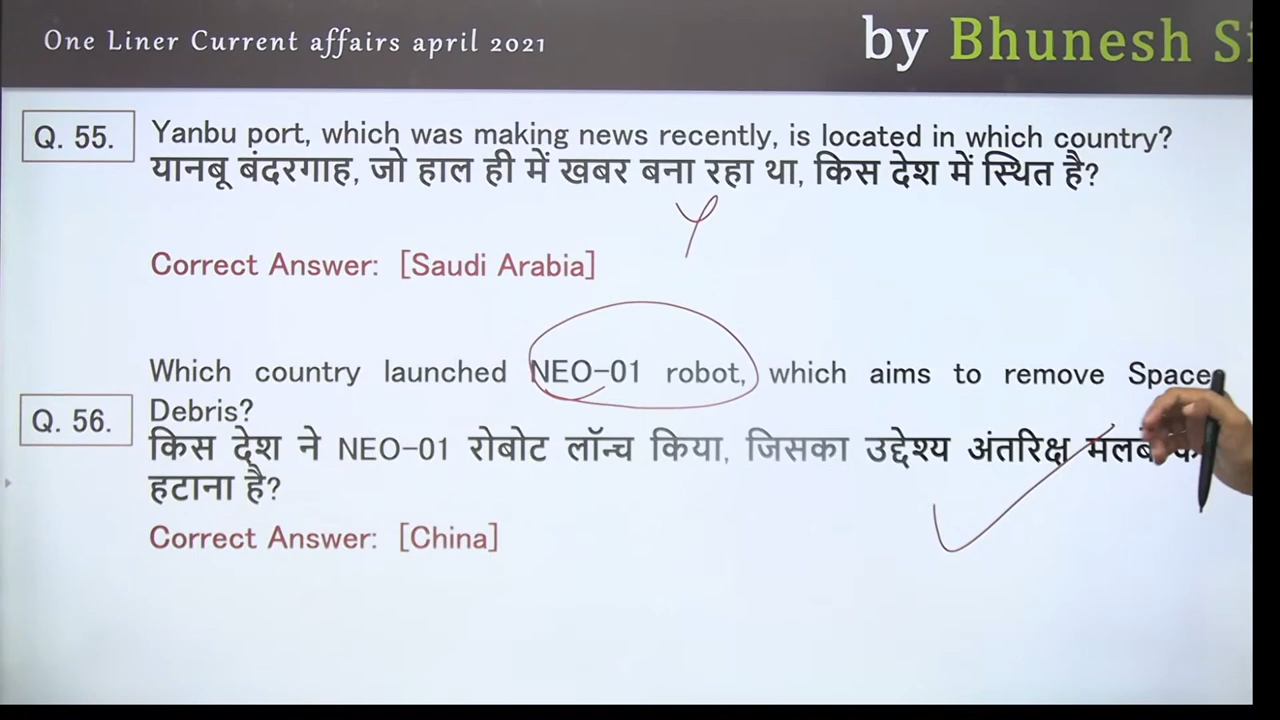 One Liner Current affairs april 2021
by Bhunesh
Q. 55.
Yanbu port, which was making news recently, is located in which country?
यानबू बंदरगाह, जो हाल ही में खबर बना रहा था, किस देश में स्थित है?
Y
Correct Answer: [Saudi Arabia]
Which country launched NEO-01 robot, which aims to remove Space
Q. 56.
Debris?
किस देश ने NEO-01 रोबोट लॉन्च किया, जिसका उद्देश्य अंतरिक्ष
हटाना है?
Correct Answer: [China]